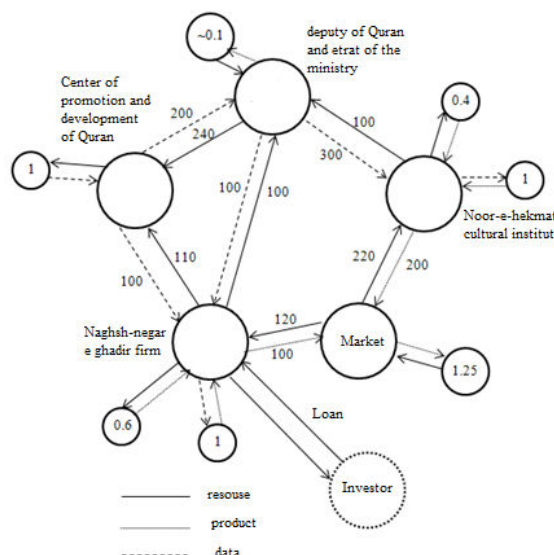 ~0.1
deputy of Quran
and etrat of the
ministry
Center of
promotion and
development
of Quran
200
240
100
0.4
300
1
100
100
1
Noor-e-hekmat
cultural institut
220
200
110
100
Naghsh-negar
e ghadir firm
120
100
Market
1.25
0.6
1
Loan
Investor
resouse
product
data